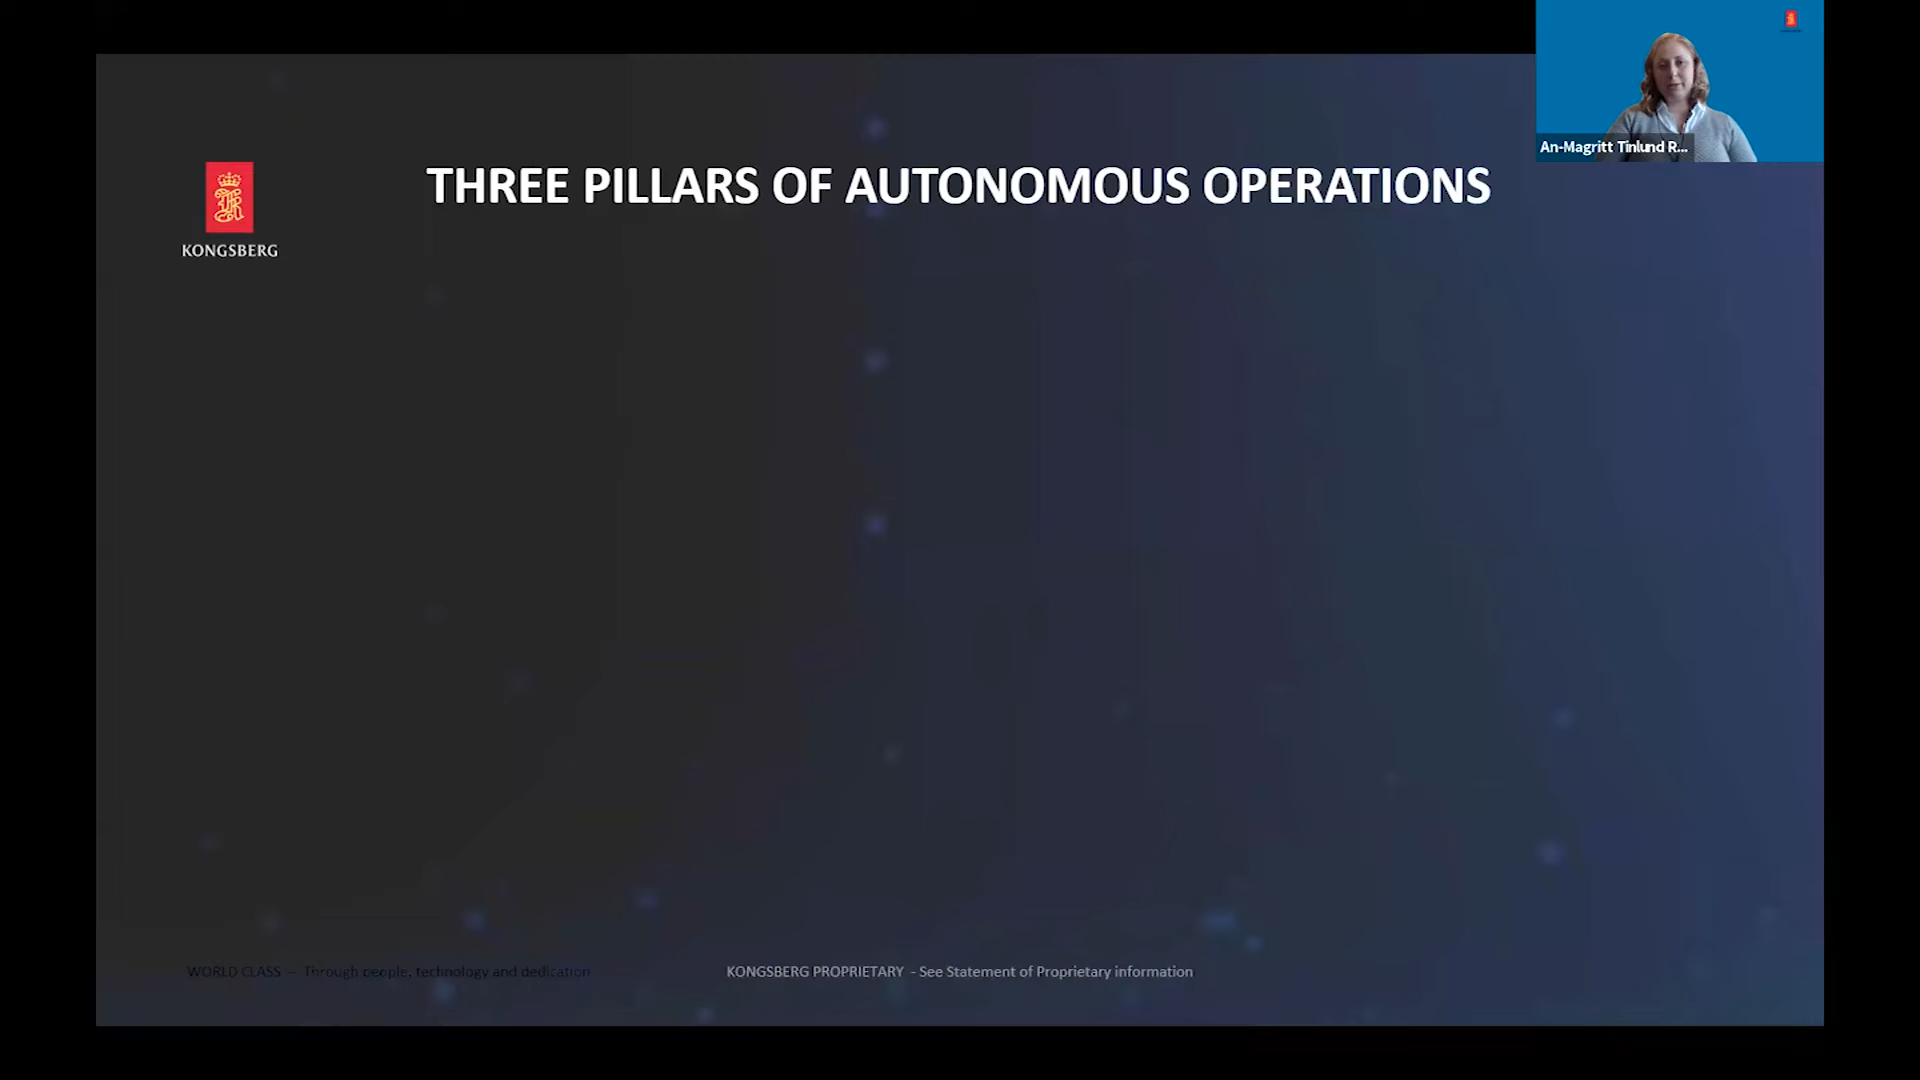 An-Magritt Tinlund R...
THREE PILLARS OF AUTONOMOUS OPERATIONS
KONGSBERG
WORLD CLASS – Through people, technology and dedication
KONGSBERG PROPRIETARY - See Statement of Proprietary information